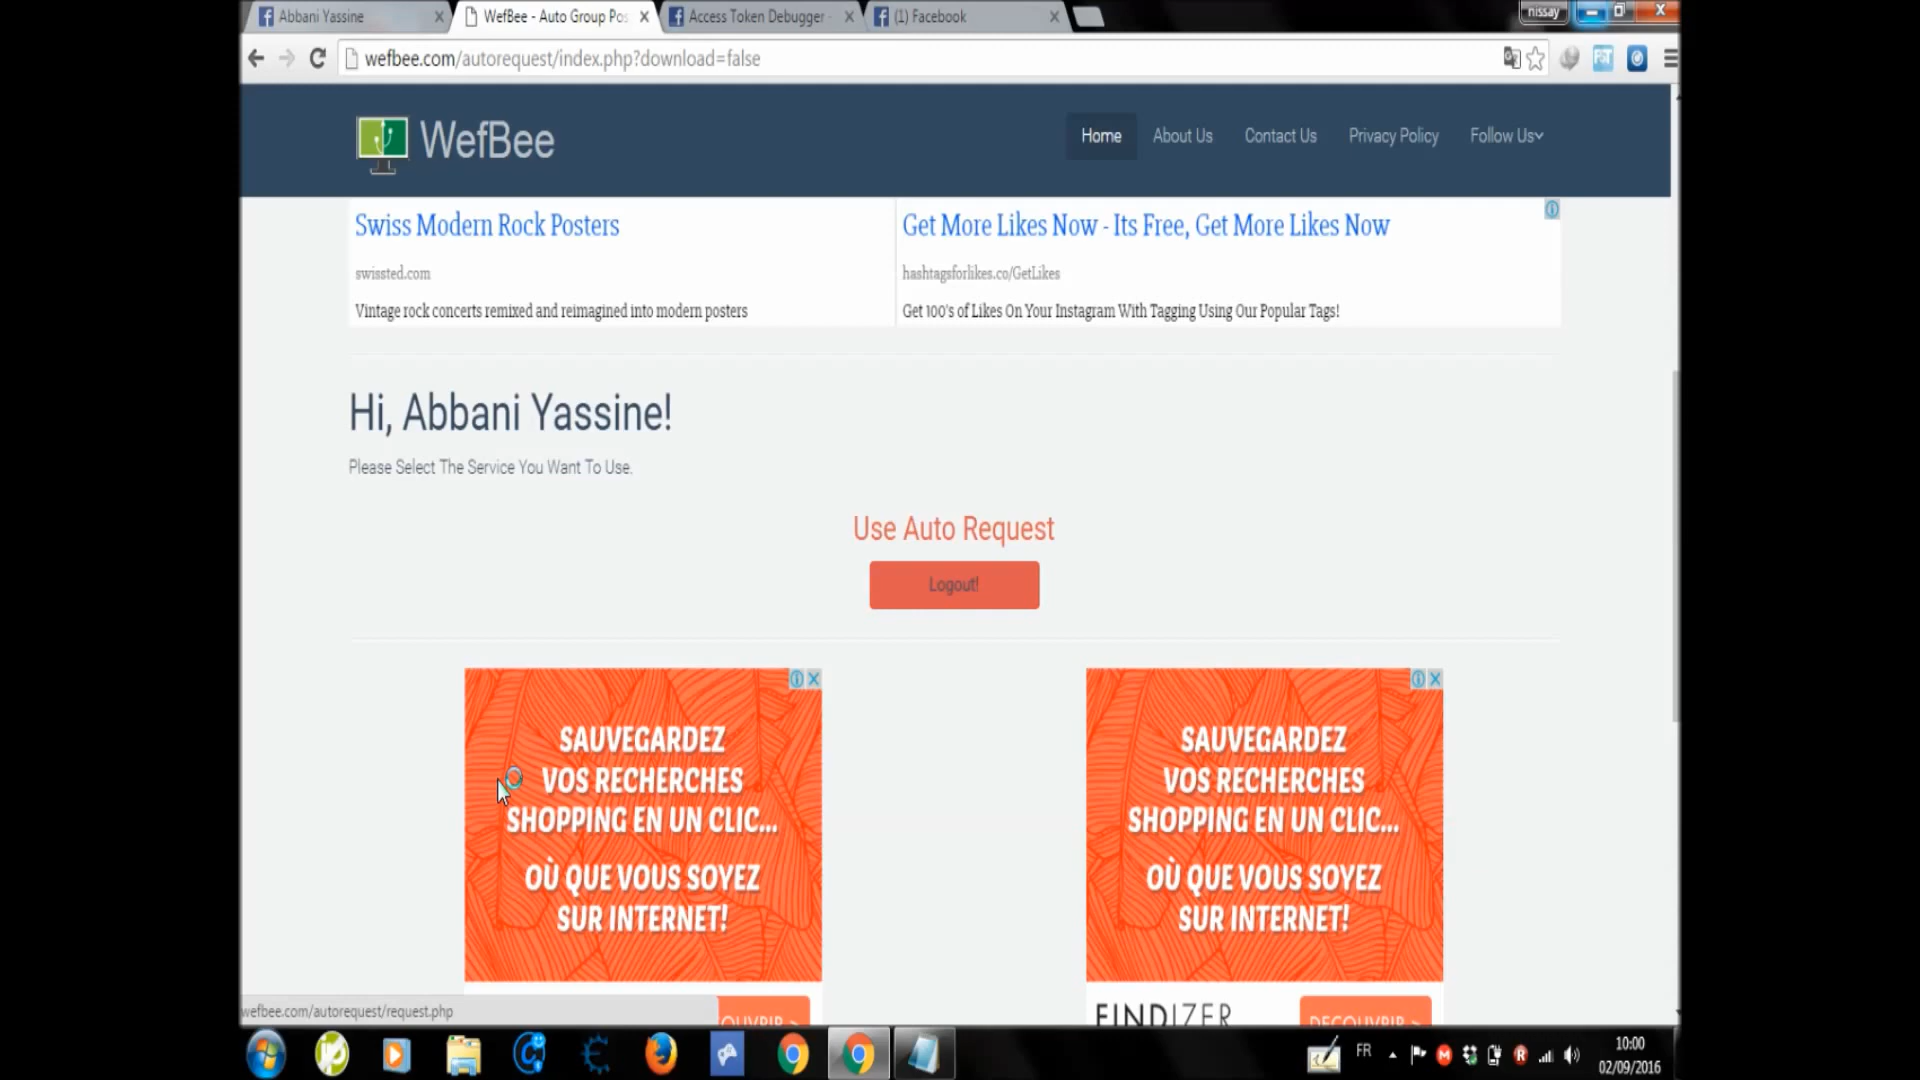 Abbani Yassine
WefBee - Auto Group Pos
Access Token Debugger -
(1) Facebook
nissay
wefbee.com/autorequest/index.php?download=false
WefBee
Home
About Us
Contact Us
Privacy Policy
Follow Us
Swiss Modern Rock Posters
swissted.com
Vintage rock concerts remixed and reimagined into modern posters
Get More Likes Now - Its Free, Get More Likes Now
hashtagsforlikes.co/GetLikes
Get 100's of Likes On Your Instagram With Tagging Using Our Popular Tags!
Hi, Abbani Yassine!
Please Select The Service You Want To Use.
Use Auto Request
Logout!
SAUVEGARDEZ
VOS RECHERCHES
SHOPPING EN UN CLIC...
OÙ QUE VOUS SOYEZ
SUR INTERNET!
SAUVEGARDEZ
VOS RECHERCHES
SHOPPING EN UN CLIC...
OÙ QUE VOUS SOYEZ
SUR INTERNET!
FINDIZER
DECOUVRIR >
wefbee.com/autorequest/request.php
FR
10:00
02/09/2016